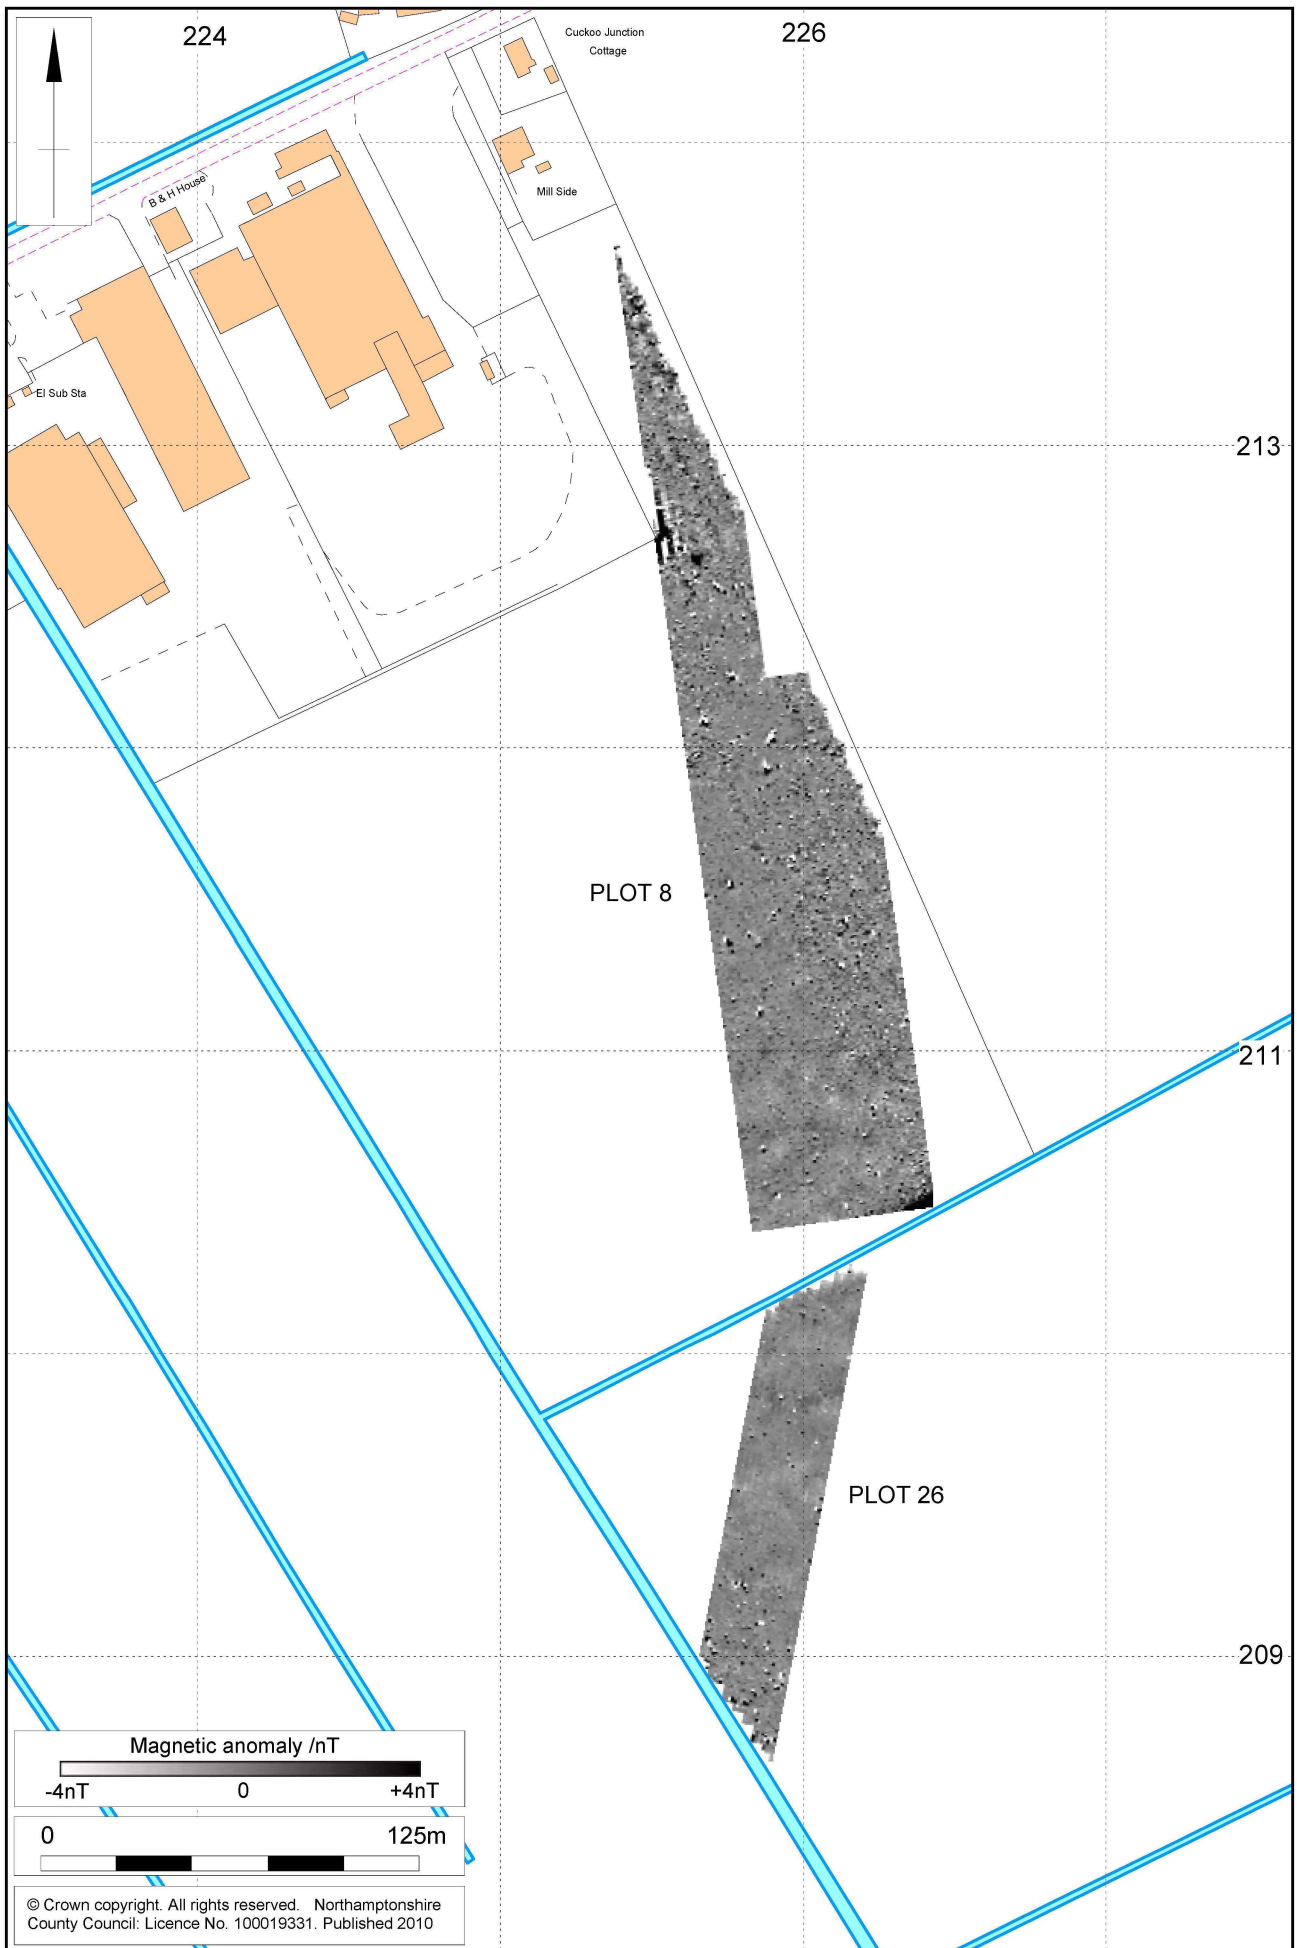 224
226
Cuckoo Junction
Cottage
B & H House
Mill Side
El Sub Sta
213
PLOT 8
211
PLOT 26
209
Magnetic anomaly /nT
-4nT 0 +4nT
0 125m
© Crown copyright. All rights reserved. Northamptonshire
County Council: Licence No. 100019331. Published 2010